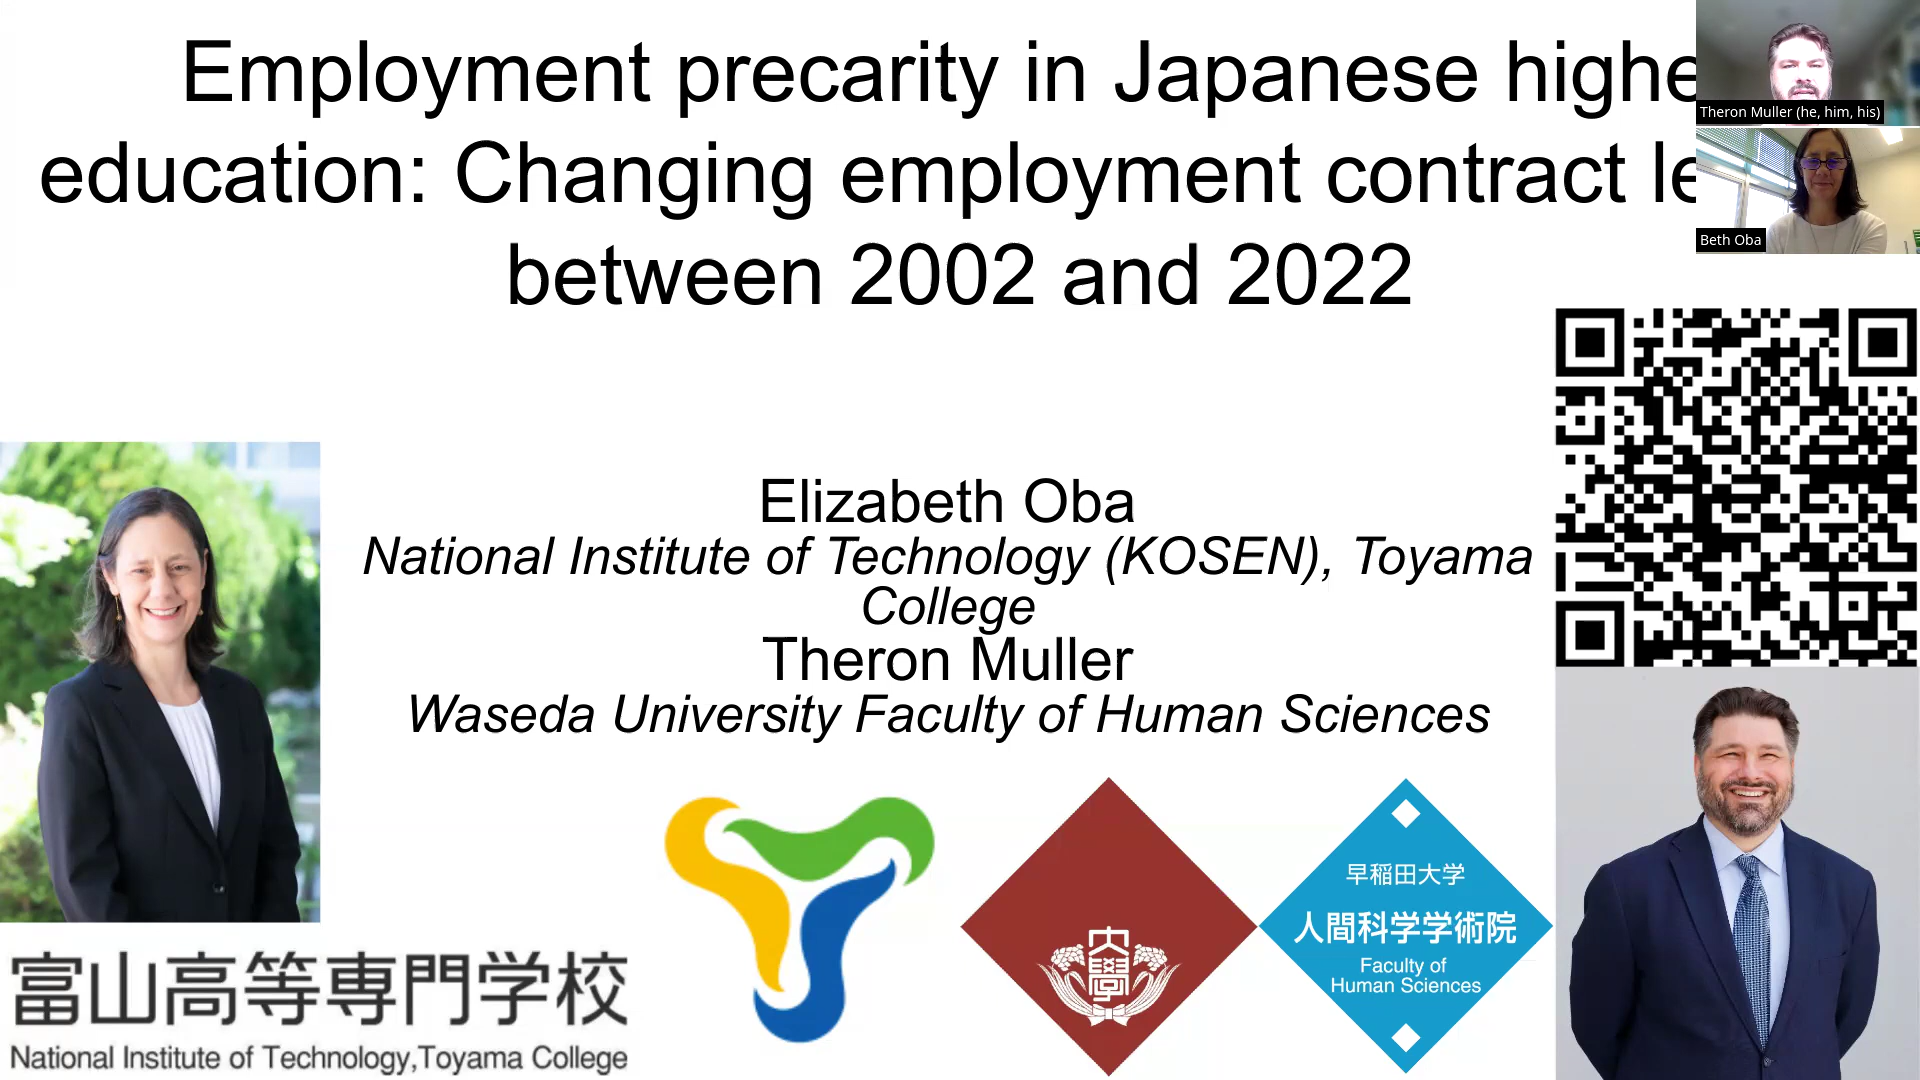 Employment precarity in Japanese highe
education: Changing employment contract le
between 2002 and 2022
Theron Muller (he, him, his)
Beth Oba
Elizabeth Oba
National Institute of Technology (KOSEN), Toyama
College
Theron Muller
Waseda University Faculty of Human Sciences
大學
早稲田大学
人間科学学術院
Faculty of
Human Sciences
富山高等専門学校
National Institute of Technology,Toyama College